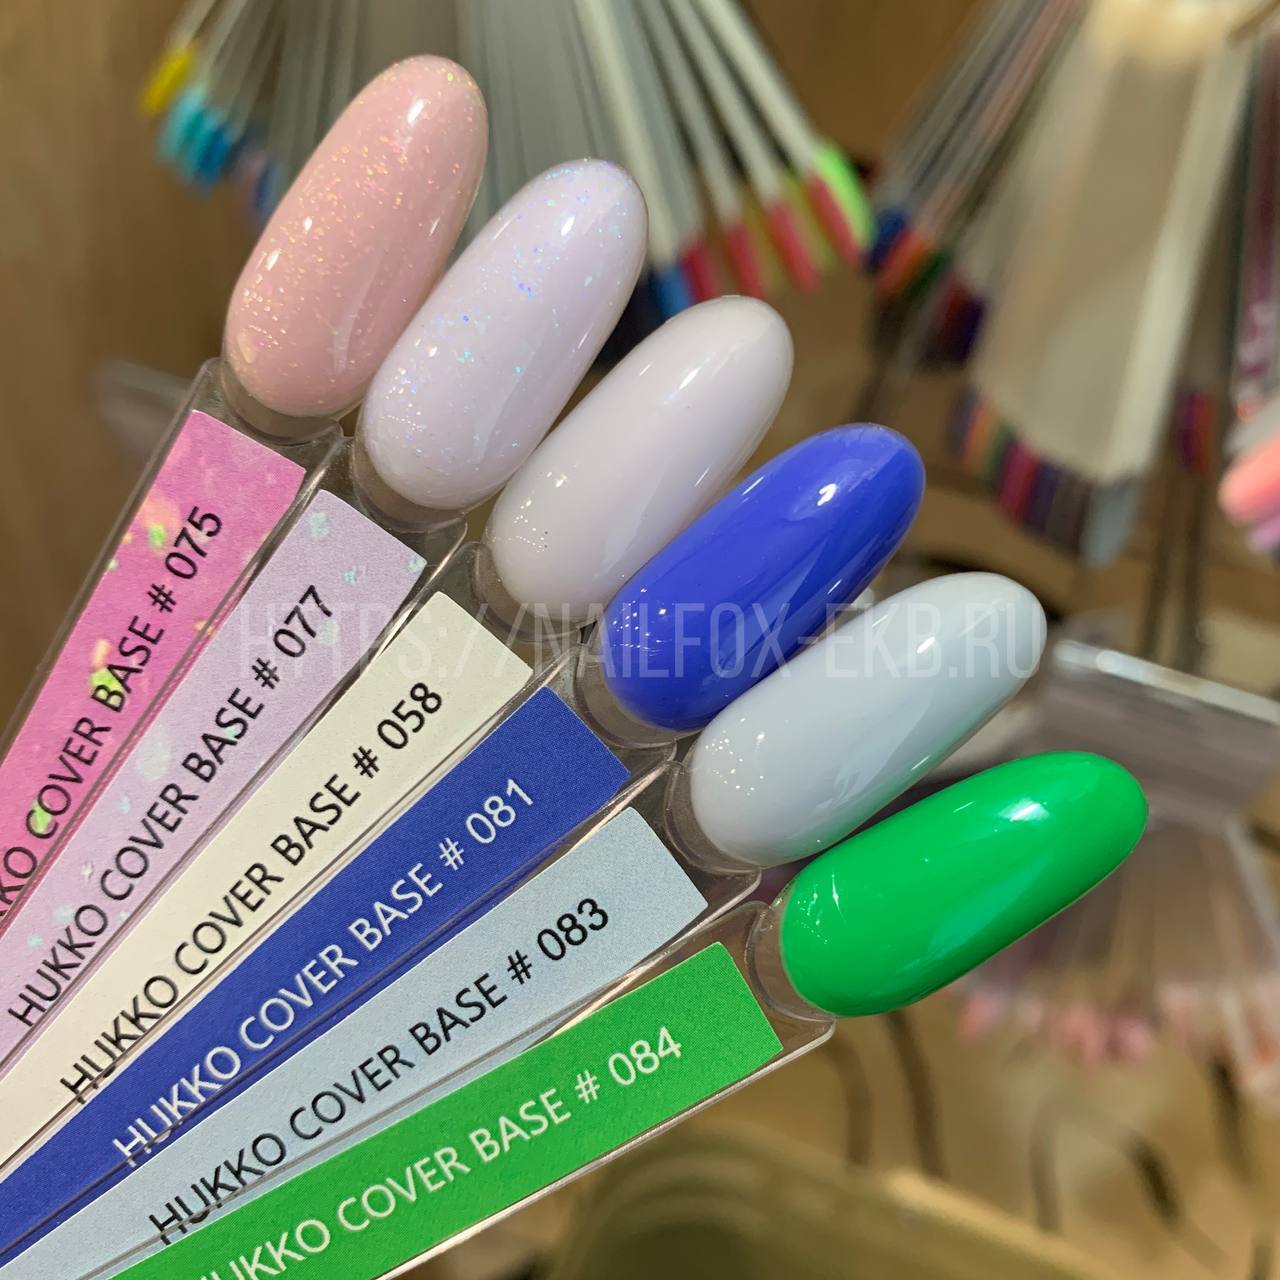 KKO COVER BASE # 075
HUKKO COVER BASE # 077
HUKKO COVER BASE # 058
HUKKO COVER BASE # 081
HUKKO COVER BASE # 083
HUKKO COVER BASE # 084
HTTPS://NAILFOX-EKB.RU